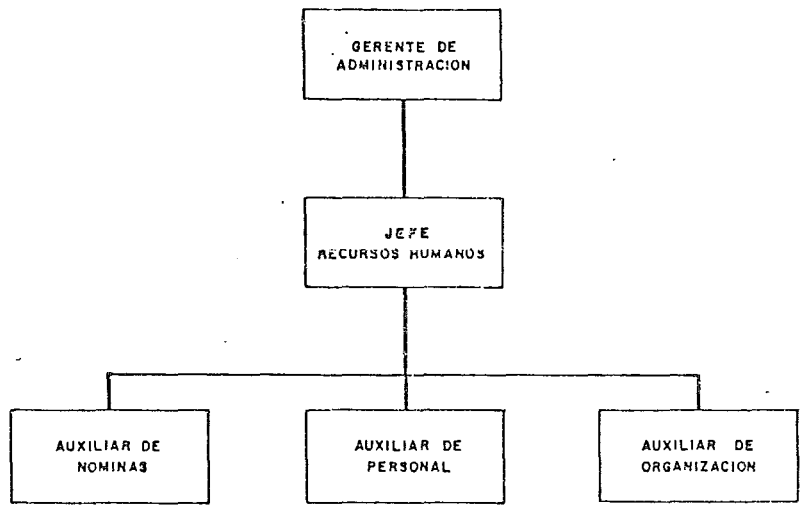 GERENTE DE
ADMINISTRACION
JEFE
RECURSOS HUMANOS
AUXILIAR DE
NOMINAS
AUXILIAR DE
PERSONAL
AUXILIAR DE
ORGANIZACION